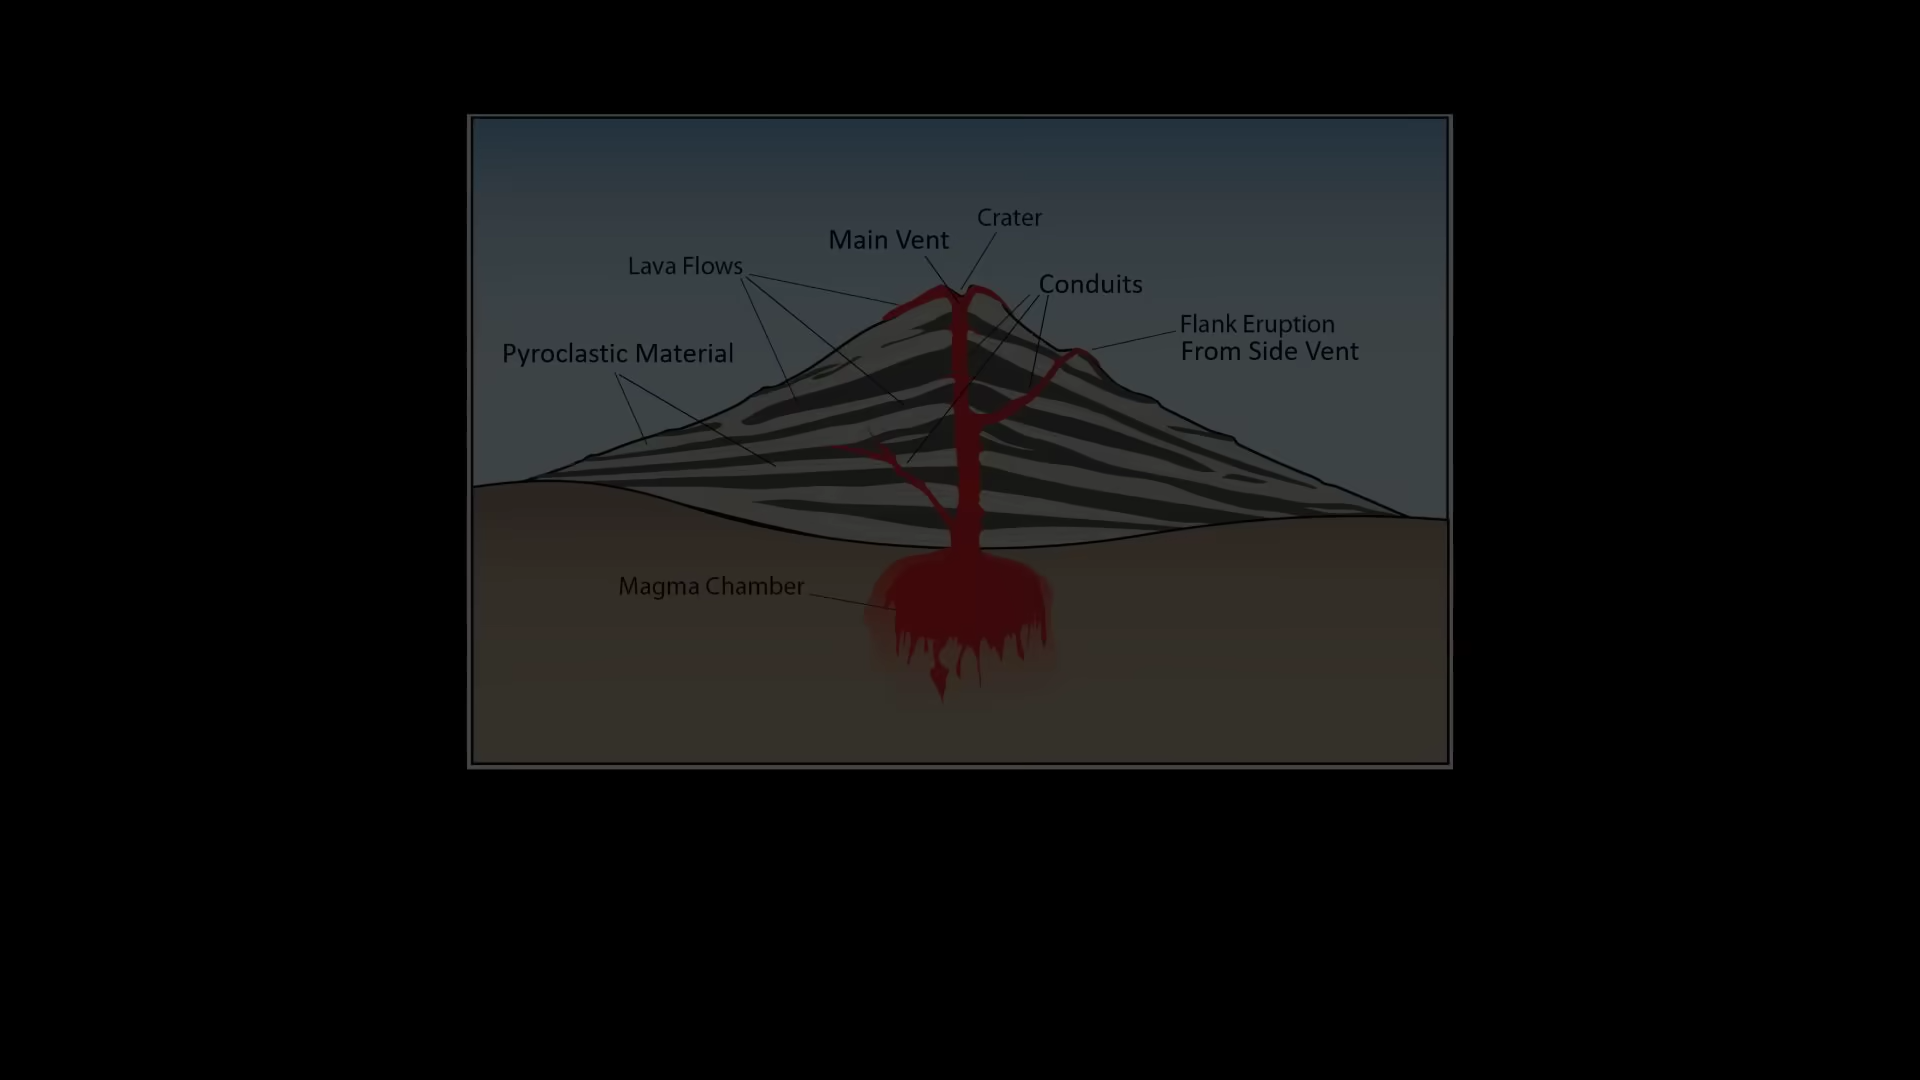 Crater
Main Vent
Lava Flows
Conduits
Flank Eruption
From Side Vent
Pyroclastic Material
Magma Chamber